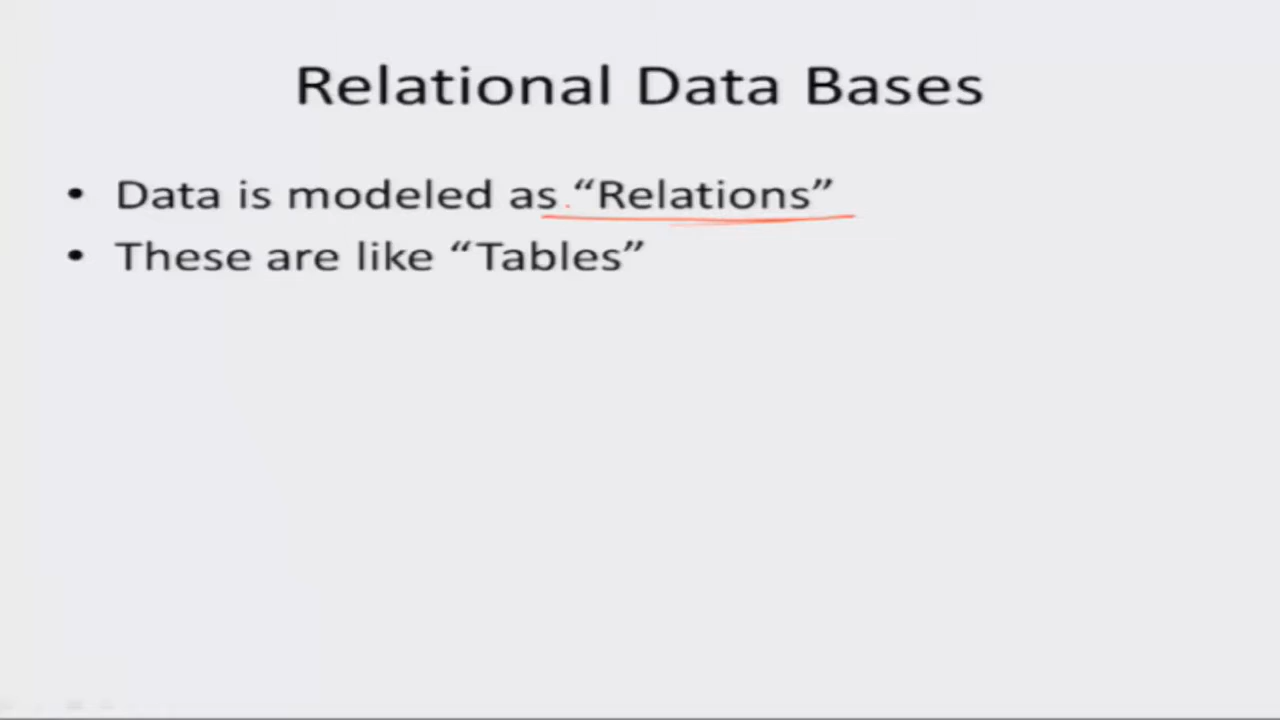 Relational Data Bases
• Data is modeled as “Relations”
• These are like “Tables”